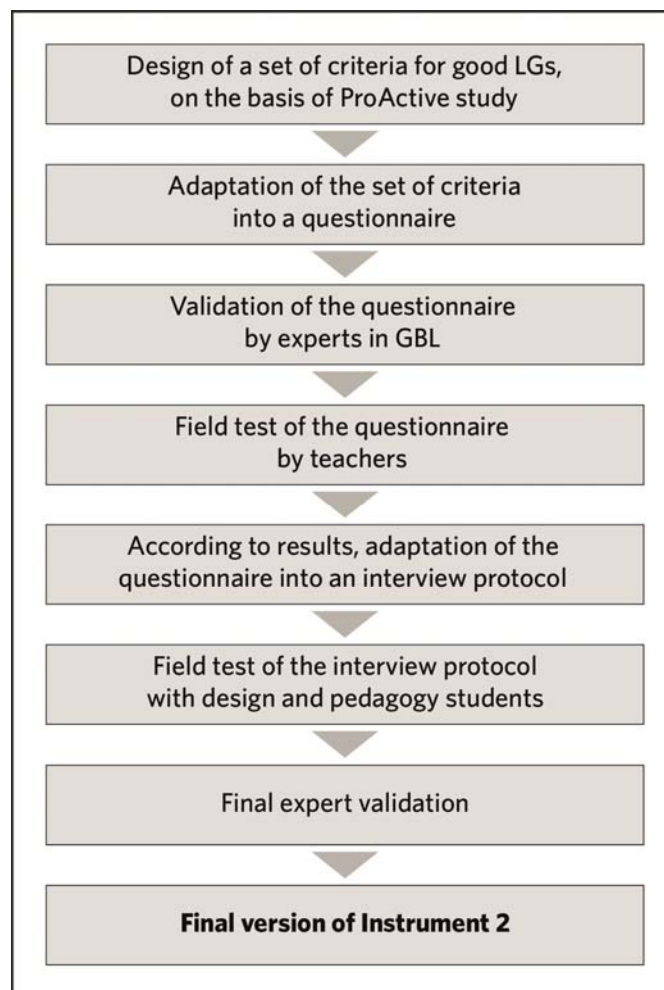 Design of a set of criteria for good LGs,
on the basis of ProActive study
Adaptation of the set of criteria
into a questionnaire
Validation of the questionnaire
by experts in GBL
Field test of the questionnaire
by teachers
According to results, adaptation of the
questionnaire into an interview protocol
Field test of the interview protocol
with design and pedagogy students
Final expert validation
Final version of Instrument 2